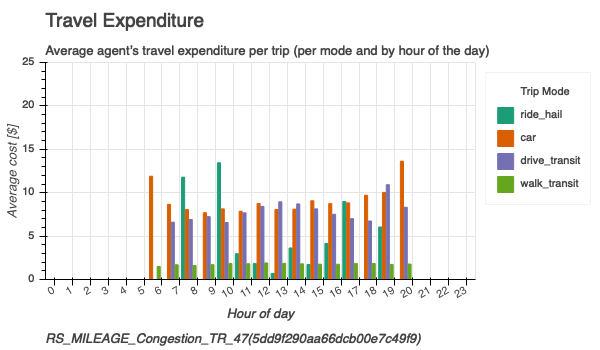 Travel Expenditure
Average agent's travel expenditure per trip (per mode and by hour of the day)
25
20
15
10
5
0
Average cost [$]
0 1 2 3 4 5 6 7 8 9 10 11 12 13 14 15 16 17 18 19 20 21 22 23
Hour of day
Trip Mode
ride_hail
car
drive_transit
walk_transit
RS_MILEAGE_Congestion_TR_47(5dd9f290aa66dcb00e7c49f9)